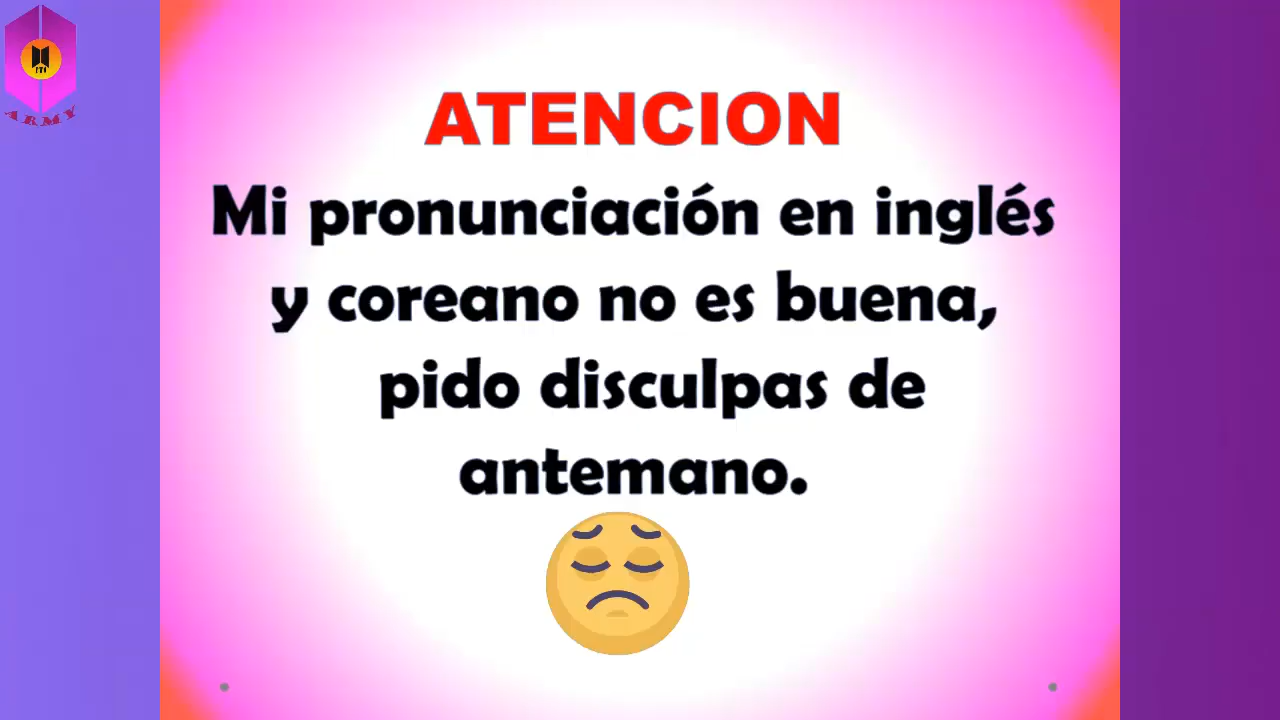 ARMY
ATENCION
Mi pronunciación en inglés
y coreano no es buena,
pido disculpas de
antemano.